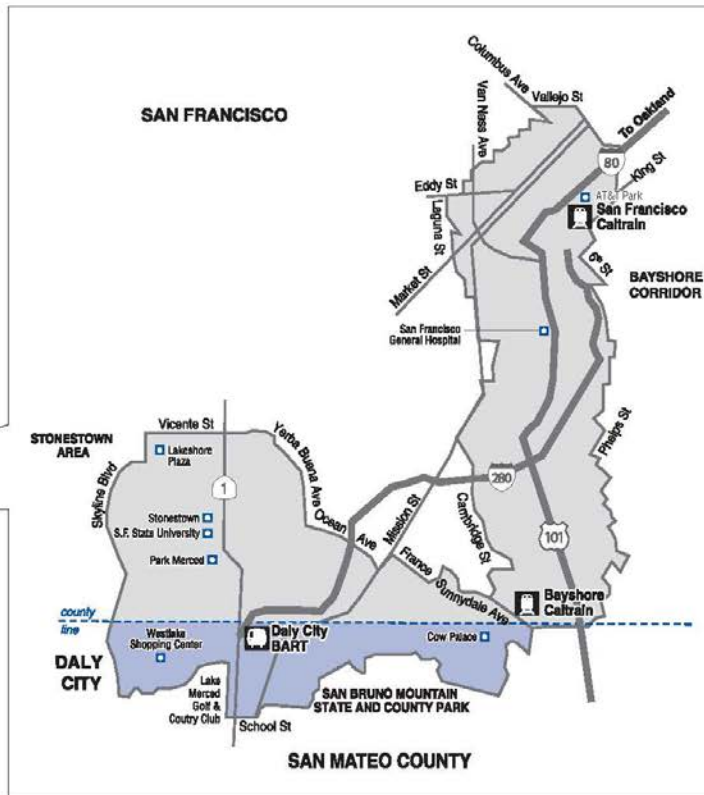 SAN FRANCISCO
Columbus Ave
Van Ness Ave
Vallejo St
To Oakland
80
King St
Eddy St
Laguna St
AT&T Park
San Francisco
Caltrain
Market St
6th St
BAYSHORE
CORRIDOR
San Francisco
General Hospital
Phelps St
Vicente St
STONESTOWN
AREA
Lakeshore
Plaza
Yerba Buena Ave
Skyline Blvd
1
280
Stonestown
S.F. State University
Ocean Ave
Mission St
Cambridge St
101
Park Merced
France
Sunnydale Ave
Bayshore
Caltrain
county
line
Westlake
Shopping Center
Daly City
BART
Cow Palace
DALY
CITY
Lake
Merced
Golf &
Coutry Club
SAN BRUNO MOUNTAIN
STATE AND COUNTY PARK
School St
SAN MATEO COUNTY